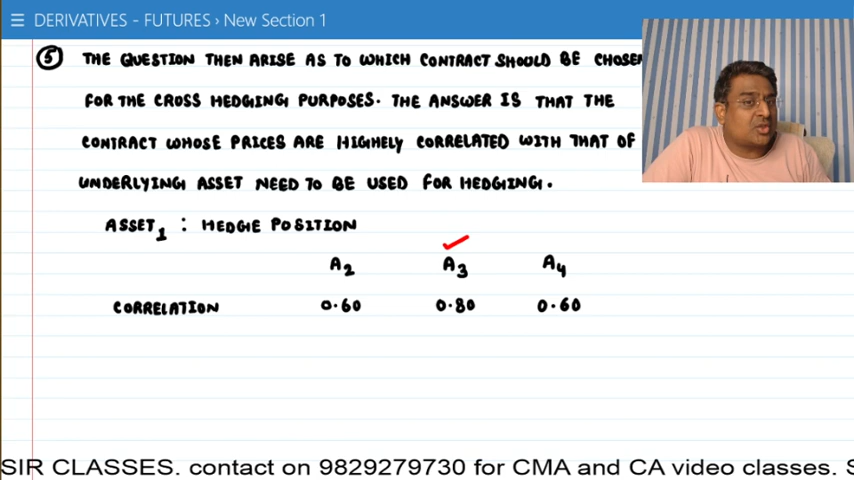 DERIVATIVES - FUTURES › New Section 1
5 THE QUESTION THEN ARISE AS TO WHICH CONTRACT SHOULD BE CHOSEN
FOR THE CROSS HEDGING PURPOSES. THE ANSWER IS THAT THE
CONTRACT WHOSE PRICES ARE HIGHELY CORRELATED WITH THAT OF
UNDERLYING ASSET NEED TO BE USED FOR HEDGING.
ASSET1 : HEDGE POSITION
A2 A3 A4
CORRELATION 0.60 0.80 0.60
SIR CLASSES. contact on 9829279730 for CMA and CA video classes. S